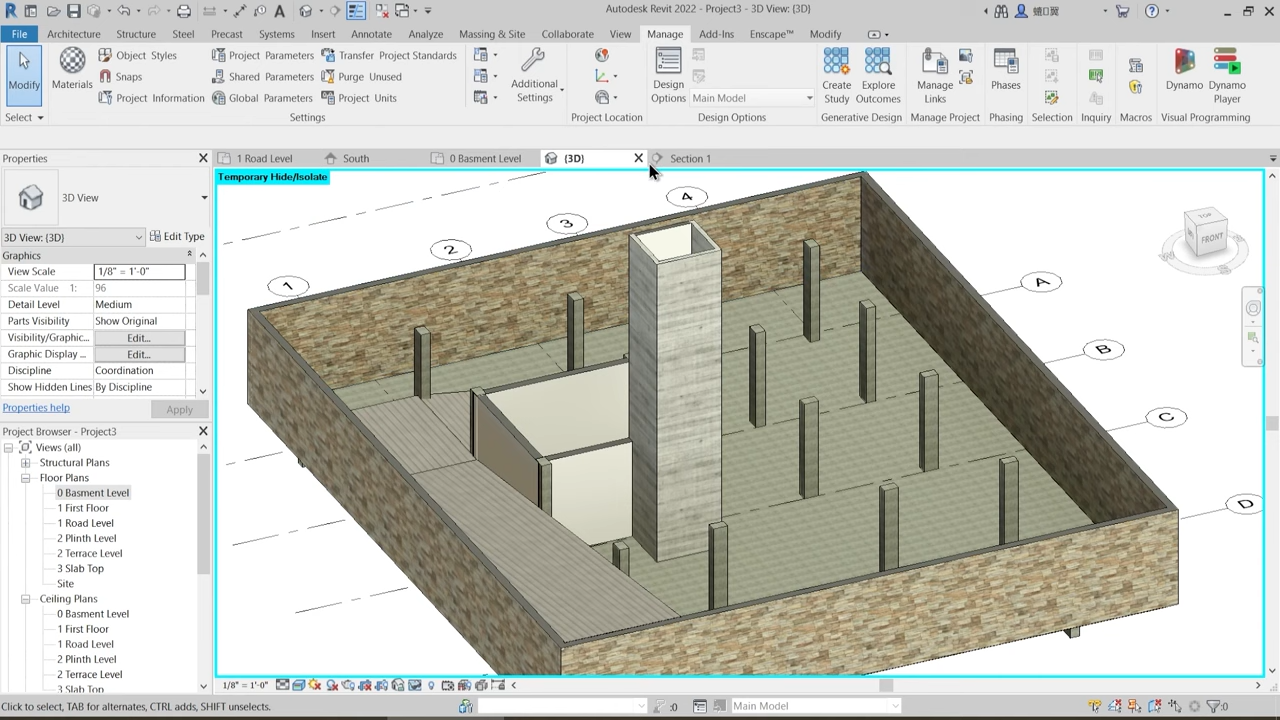 Autodesk Revit 2022 - Project3 - 3D View: {3D}
File Architecture Structure Steel Precast Systems Insert Annotate Analyze Massing & Site Collaborate View Manage Add-Ins Enscape™ Modify
Modify
Materials
Object Styles
Snaps
Project Information
Project Parameters
Shared Parameters
Global Parameters
Transfer Project Standards
Purge Unused
Project Units
Additional Settings
Design Options
Main Model
Create Study
Explore Outcomes
Manage Links
Phases
Dynamo
Dynamo Player
Select Settings Project Location Design Options Generative Design Manage Project Phasing Selection Inquiry Macros Visual Programming
Properties
1 Road Level South 0 Basment Level {3D} Section 1
Temporary Hide/Isolate
3D View
3D View: {3D} Edit Type
Graphics
View Scale 1/8" = 1'-0"
Scale Value 1: 96
Detail Level Medium
Parts Visibility Show Original
Visibility/Graphic... Edit...
Graphic Display ... Edit...
Discipline Coordination
Show Hidden Lines By Discipline
Properties help Apply
Project Browser - Project3
Views (all)
Structural Plans
Floor Plans
0 Basment Level
1 First Floor
1 Road Level
2 Plinth Level
2 Terrace Level
3 Slab Top
Site
Ceiling Plans
0 Basment Level
1 First Floor
1 Road Level
2 Plinth Level
2 Terrace Level
3 Slab Top
1
2
3
4
A
B
C
D
TOP
FRONT
1/8" = 1'-0"
Click to select, TAB for alternates, CTRL adds, SHIFT unselects.
:0
Main Model
:0